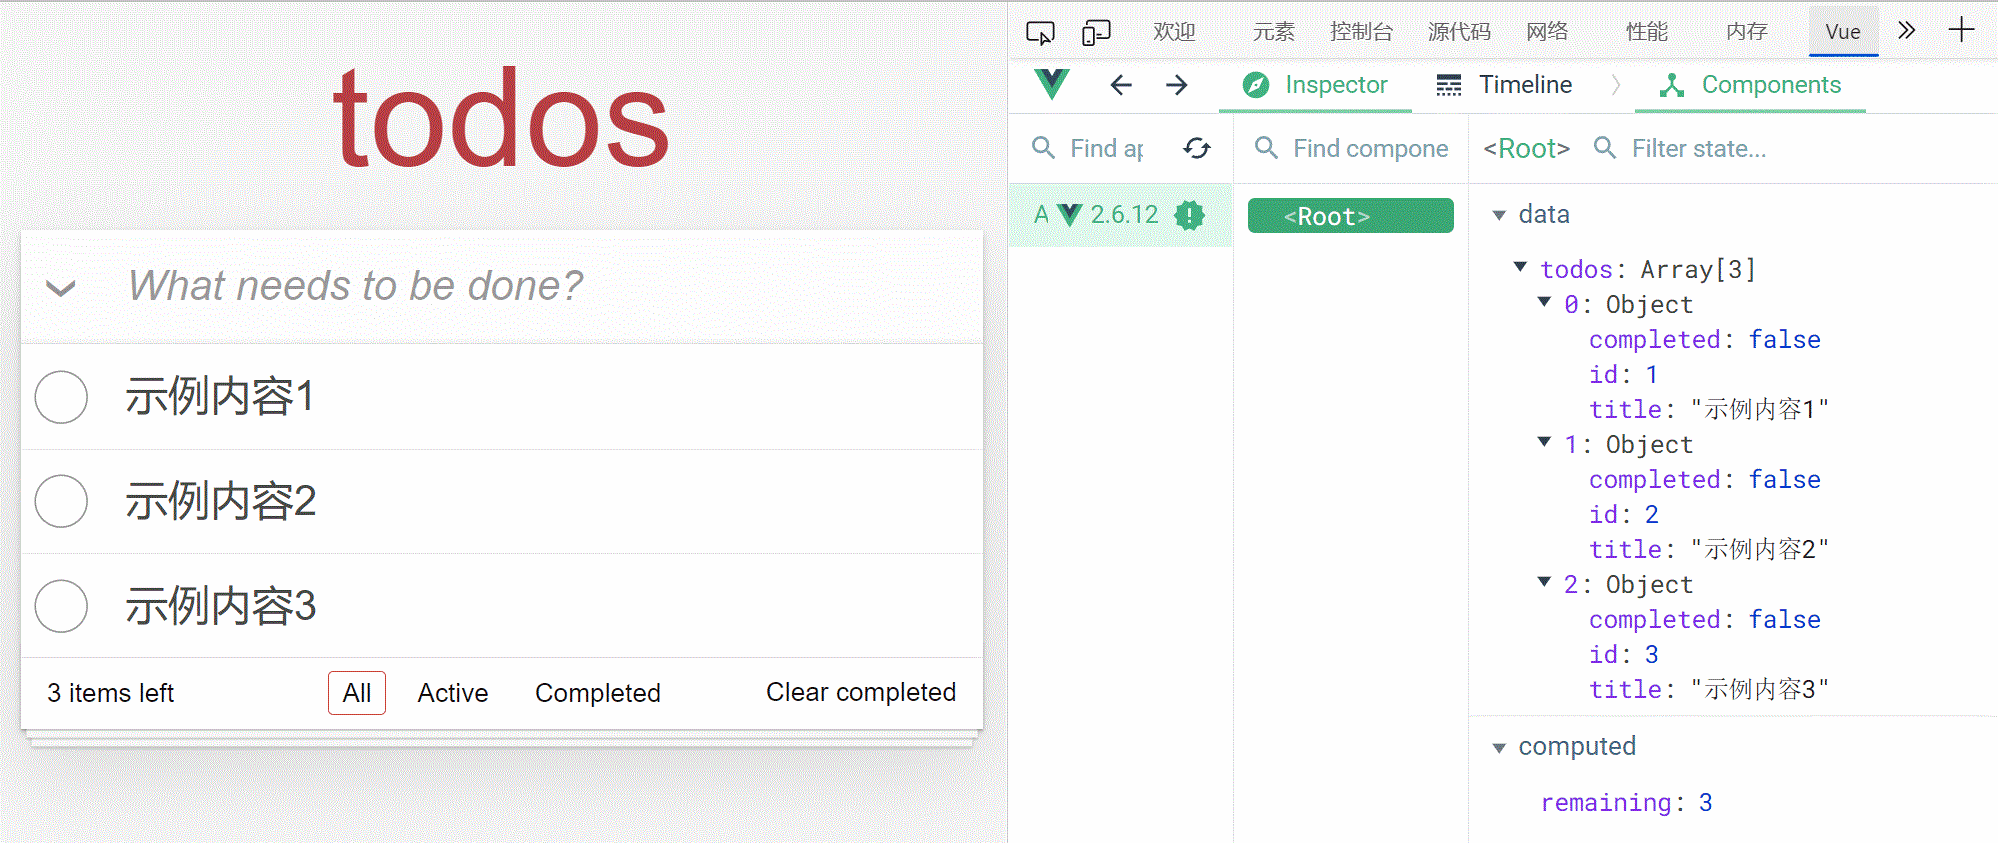 todos
What needs to be done?
示例内容1
示例内容2
示例内容3
3 items left All Active Completed Clear completed
欢迎 元素 控制台 源代码 网络 性能 内存 Vue
Inspector Timeline Components
Find ap Find compone <Root> Filter state...
A 2.6.12 <Root>
data
todos: Array[3]
0: Object
completed: false
id: 1
title: "示例内容1"
1: Object
completed: false
id: 2
title: "示例内容2"
2: Object
completed: false
id: 3
title: "示例内容3"
computed
remaining: 3